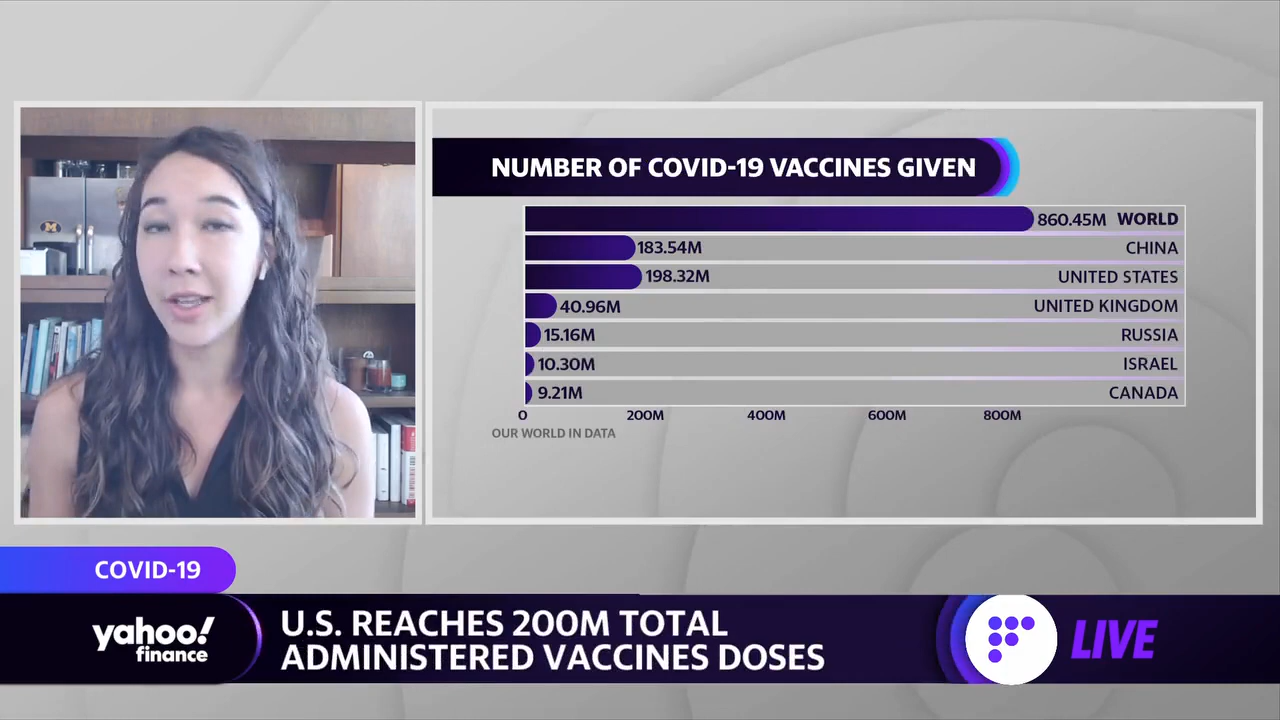 NUMBER OF COVID-19 VACCINES GIVEN
860.45M WORLD
183.54M CHINA
198.32M UNITED STATES
40.96M UNITED KINGDOM
15.16M RUSSIA
10.30M ISRAEL
9.21M CANADA
0 200M 400M 600M 800M
OUR WORLD IN DATA
M
COVID-19
yahoo!
finance
U.S. REACHES 200M TOTAL
ADMINISTERED VACCINES DOSES
LIVE